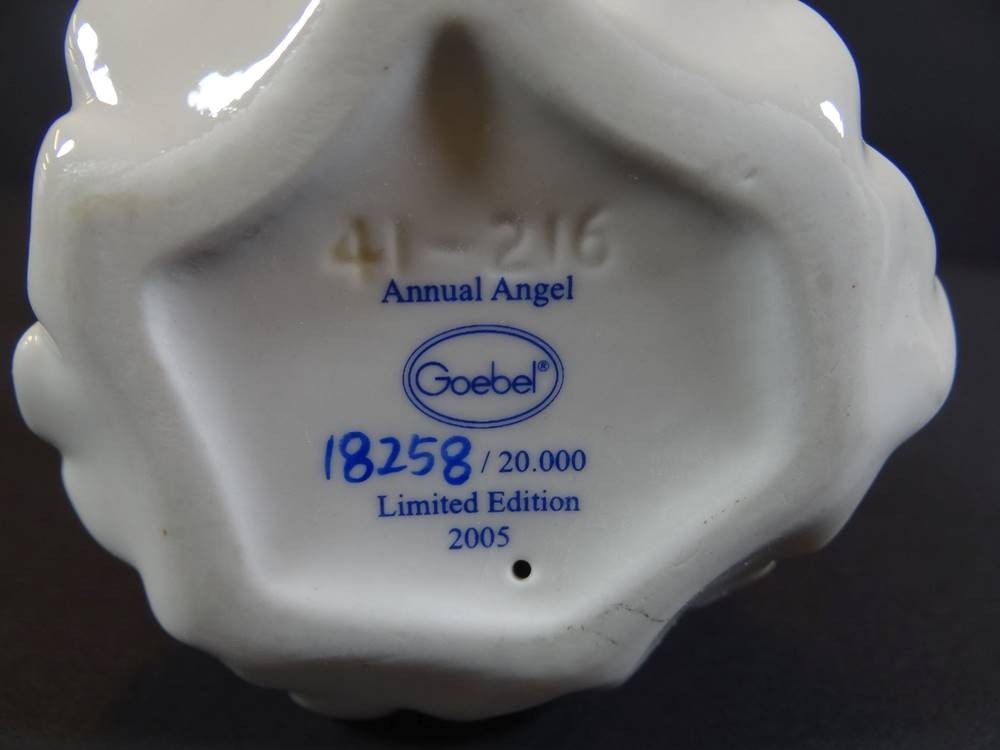 41-216
Annual Angel
Goebel®
18258 / 20.000
Limited Edition
2005